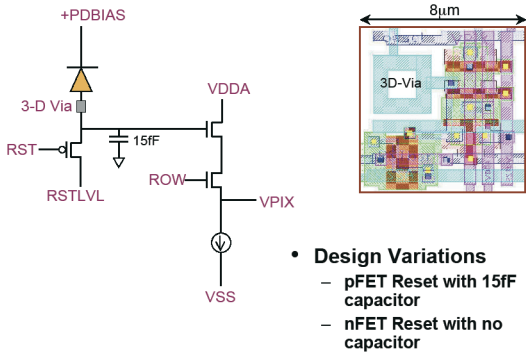 +PDBIAS
3-D Via
VDDA
15fF
RST
ROW
RSTLVL
VPIX
VSS
8μm
3D-Via
• Design Variations
– pFET Reset with 15fF
capacitor
– nFET Reset with no
capacitor